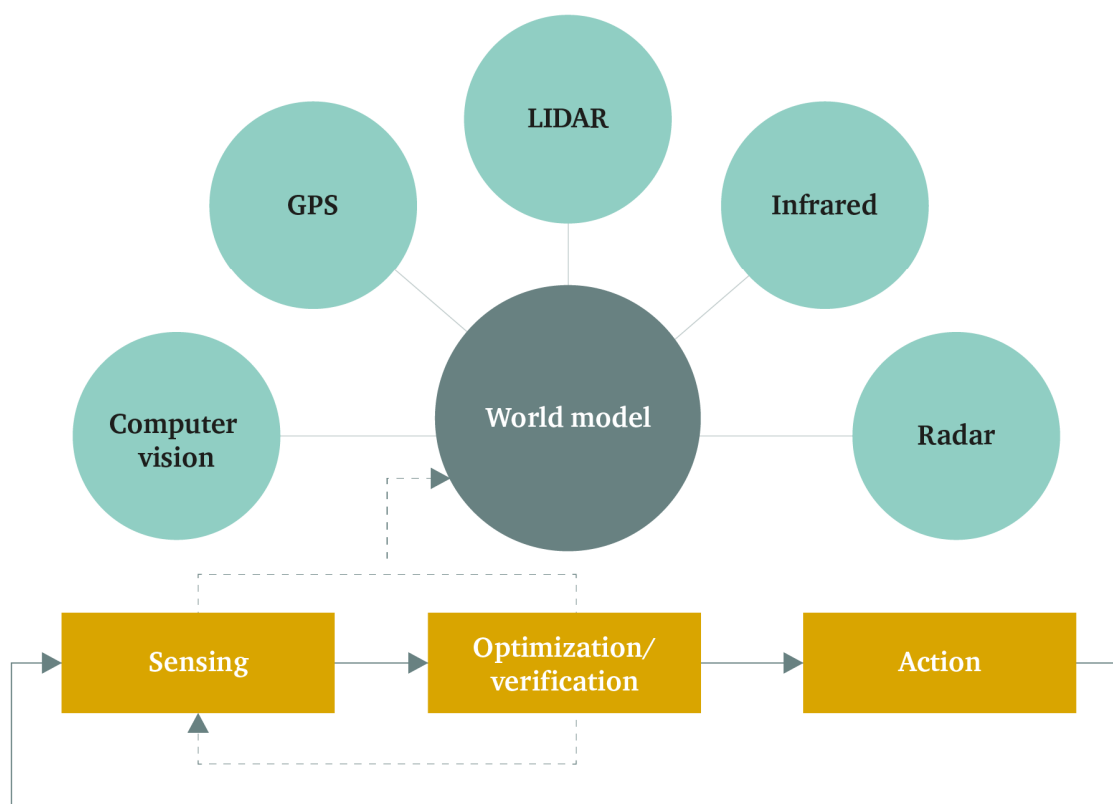 LIDAR
GPS
Infrared
World model
Computer
vision
Radar
Sensing
Optimization/
verification
Action